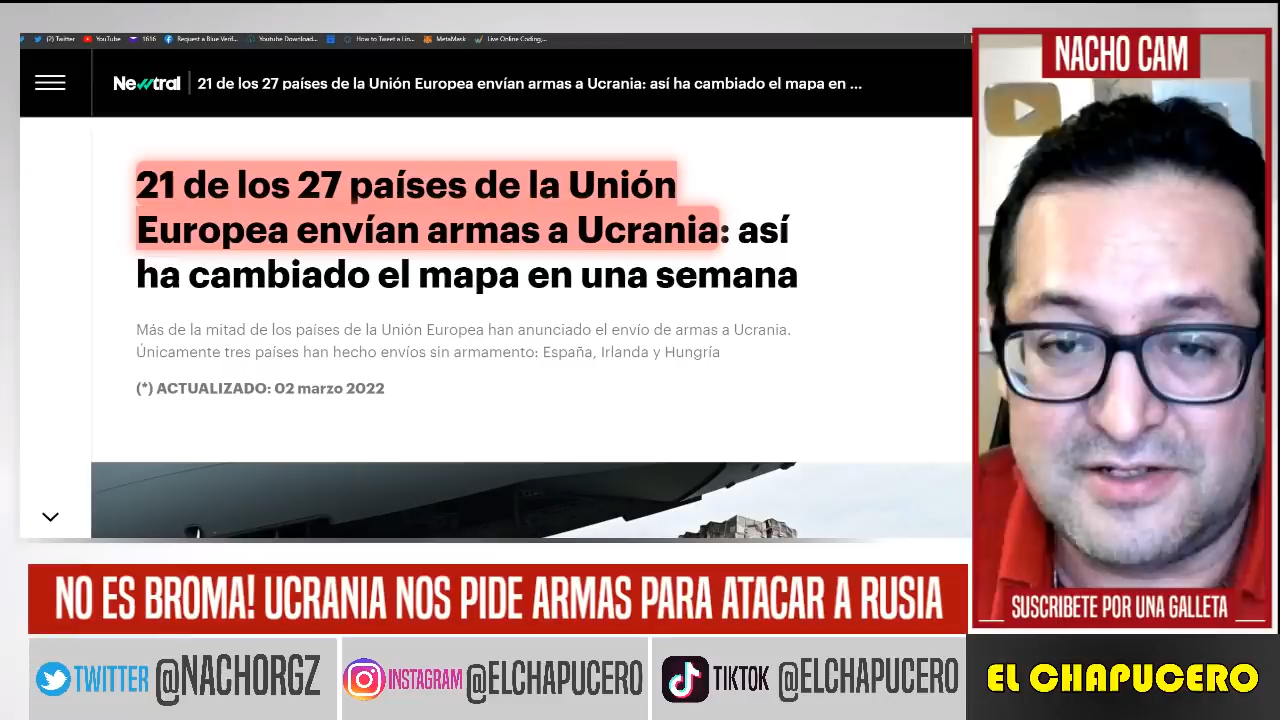 (2) Twitter YouTube 1616 Request a Blue Verif... Youtube Download... How to Tweet a Lin... MetaMask Live Online Coding,...
Newtral 21 de los 27 países de la Unión Europea envían armas a Ucrania: así ha cambiado el mapa en ...
21 de los 27 países de la Unión
Europea envían armas a Ucrania: así
ha cambiado el mapa en una semana
Más de la mitad de los países de la Unión Europea han anunciado el envío de armas a Ucrania.
Únicamente tres países han hecho envíos sin armamento: España, Irlanda y Hungría
(*) ACTUALIZADO: 02 marzo 2022
NACHO CAM
SUSCRIBETE POR UNA GALLETA
NO ES BROMA! UCRANIA NOS PIDE ARMAS PARA ATACAR A RUSIA
TWITTER @NACHORGZ INSTAGRAM @ELCHAPUCERO TIKTOK @ELCHAPUCERO EL CHAPUCERO